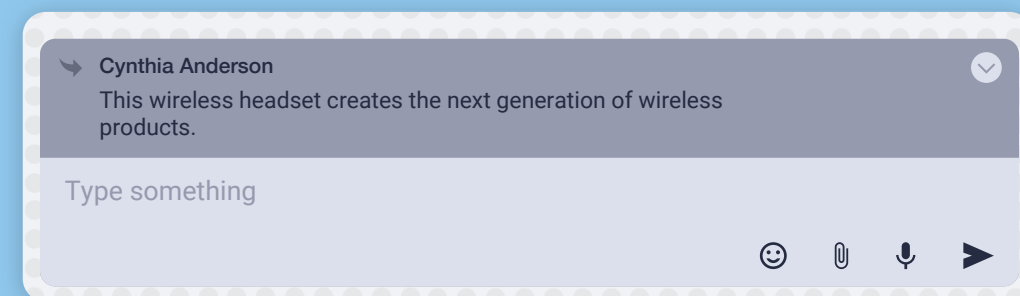 Cynthia Anderson
This wireless headset creates the next generation of wireless
products.
Type something